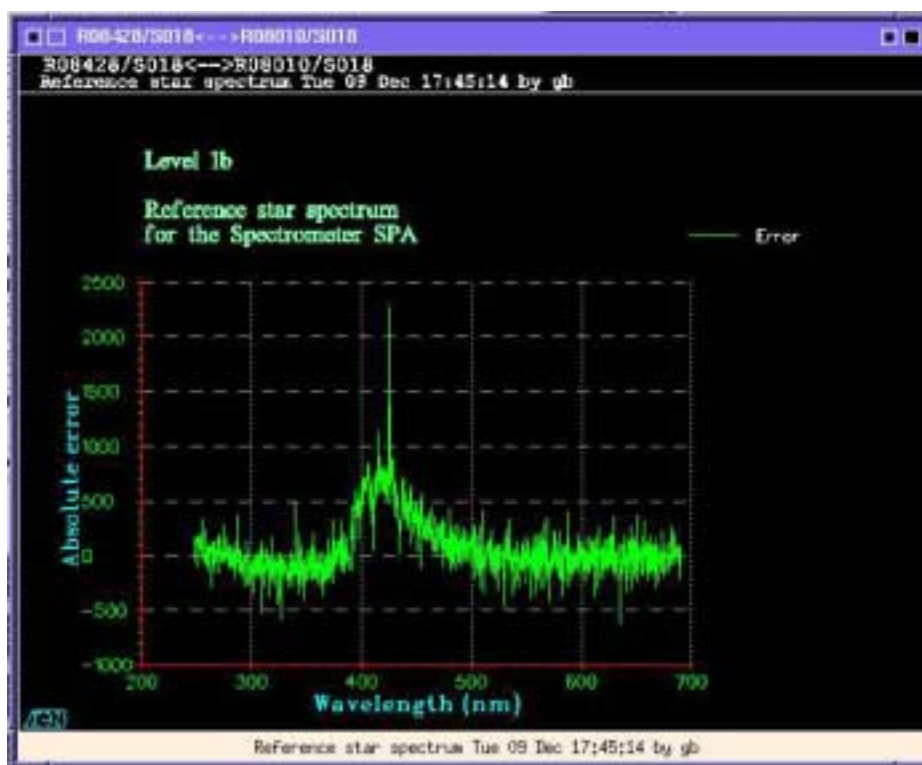 R08428/S018<-->R08010/S018
R08428/S018<-->R08010/S018
Reference star spectrum Tue 09 Dec 17:45:14 by gb
Level 1b
Reference star spectrum
for the Spectrometer SPA
Error
2500
2000
1500
1000
500
0
-500
-1000
Absolute error
200 300 400 500 600 700
Wavelength (nm)
Reference star spectrum Tue 09 Dec 17:45:14 by gb